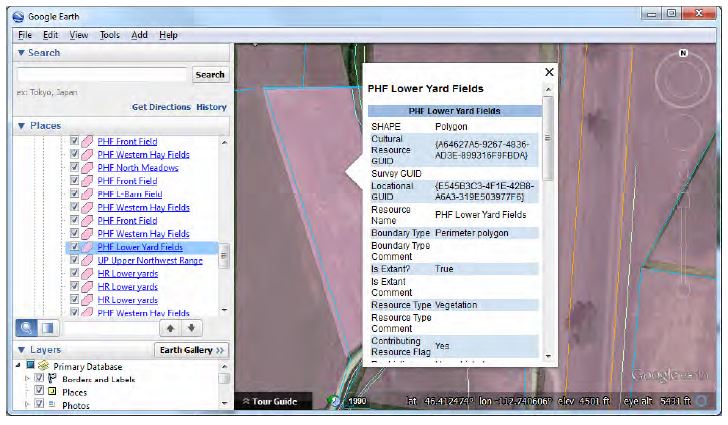 Google Earth
File Edit View Tools Add Help
Search
Search
ex: Tokyo, Japan
Get Directions History
Places
PHF Front Field
PHF Western Hay Fields
PHF North Meadows
PHF Front Field
PHF L-Barn Field
PHF Western Hay Fields
PHF Front Field
PHF Western Hay Fields
PHF Lower Yard Fields
UP Upper Northwest Range
HR Lower yards
HR Lower yards
HR Lower yards
PHF Western Hay Fields
Layers
Earth Gallery >>
Primary Database
Borders and Labels
Places
Photos
PHF Lower Yard Fields
PHF Lower Yard Fields
SHAPE Polygon
Cultural Resource GUID {A64627A5-9267-4836-AD3E-899316F9FBDA}
Survey GUID
Locational GUID {E545B3C3-4F1E-42B8-A6A3-319E503977F6}
Resource Name PHF Lower Yard Fields
Boundary Type Perimeter polygon
Boundary Type Comment
Is Extant? True
Is Extant Comment
Resource Type Vegetation
Resource Type Comment
Contributing Resource Flag Yes
N
Google earth
Tour Guide
1990
lat 46.412474° lon -112.740606° elev 4501 ft eye alt 5431 ft